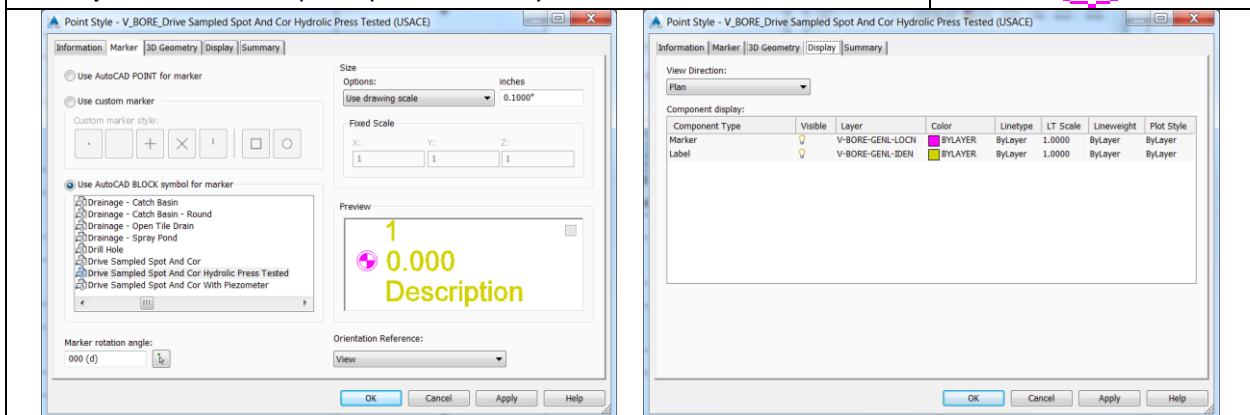 Point Style - V_BORE_Drive Sampled Spot And Cor Hydrolic Press Tested (USACE)
Information Marker 3D Geometry Display Summary
Use AutoCAD POINT for marker
Use custom marker
Custom marker style:
Use AutoCAD BLOCK symbol for marker
Drainage - Catch Basin
Drainage - Catch Basin - Round
Drainage - Open Tile Drain
Drainage - Spray Pond
Drill Hole
Drive Sampled Spot And Cor
Drive Sampled Spot And Cor Hydrolic Press Tested
Drive Sampled Spot And Cor With Piezometer
Marker rotation angle:
000 (d)
Size
Options: inches
Use drawing scale 0.1000"
Fixed Scale
X: Y: Z:
1 1 1
Preview
1
0.000
Description
Orientation Reference:
View
OK Cancel Apply Help
Point Style - V_BORE_Drive Sampled Spot And Cor Hydrolic Press Tested (USACE)
Information Marker 3D Geometry Display Summary
View Direction:
Plan
Component display:
Component Type Visible Layer Color Linetype LT Scale Lineweight Plot Style
Marker V-BORE-GENL-LOCN BYLAYER ByLayer 1.0000 ByLayer ByLayer
Label V-BORE-GENL-IDEN BYLAYER ByLayer 1.0000 ByLayer ByLayer
OK Cancel Apply Help